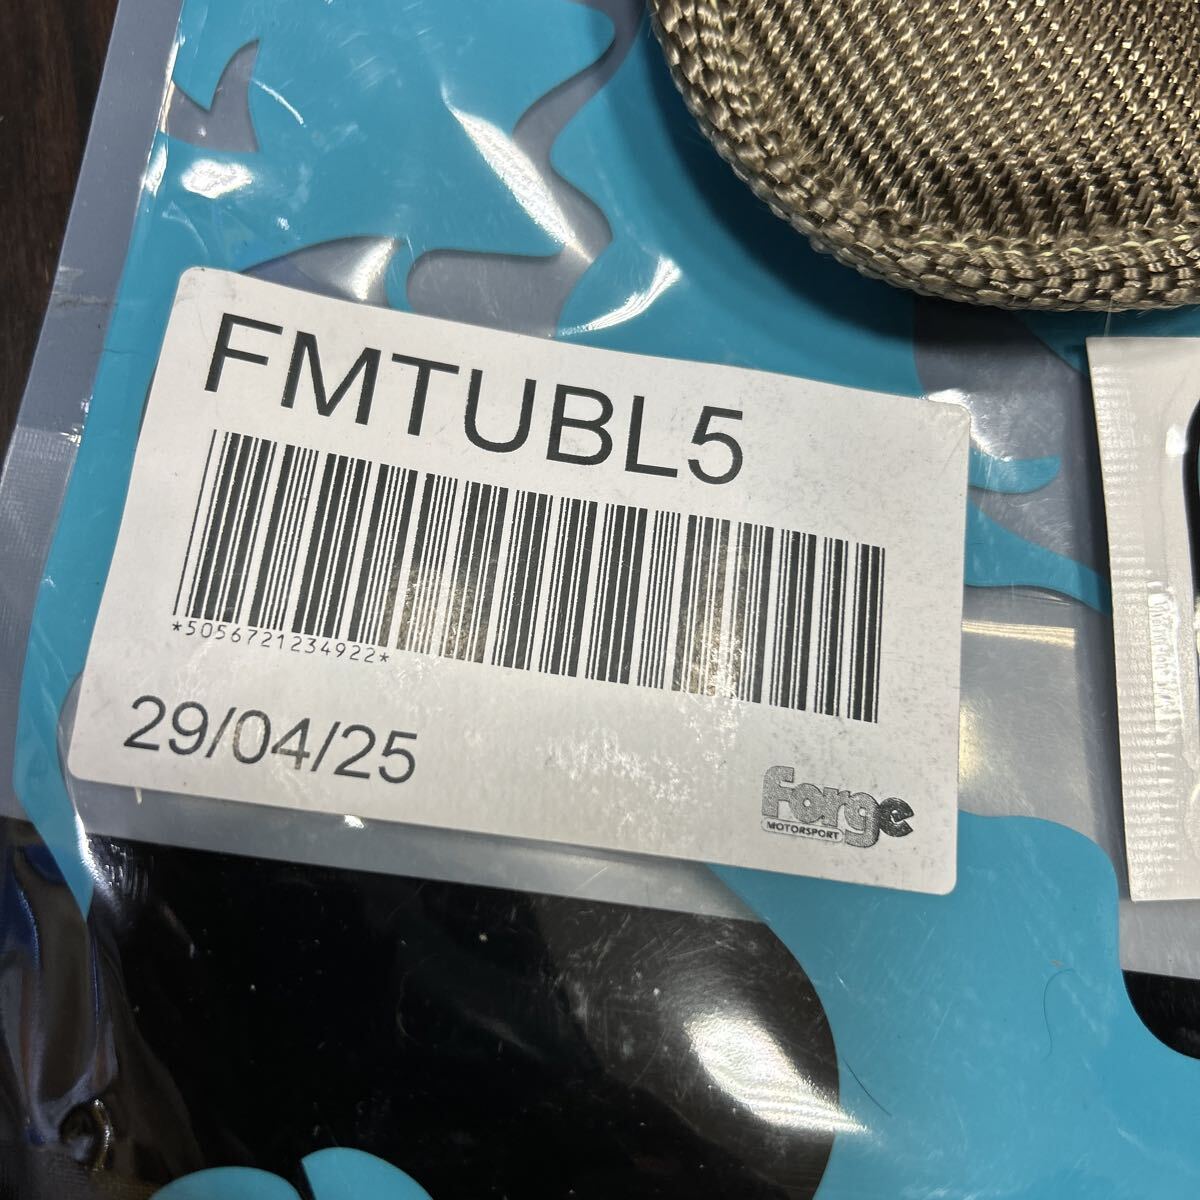 FMTUBL5
*5056721234922*
29/04/25
Forge
MOTORSPORT